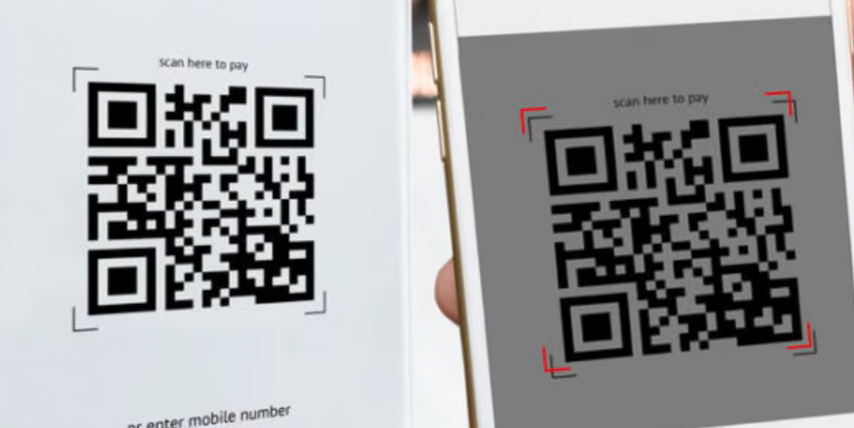 scan here to pay
or enter mobile number
scan here to pay